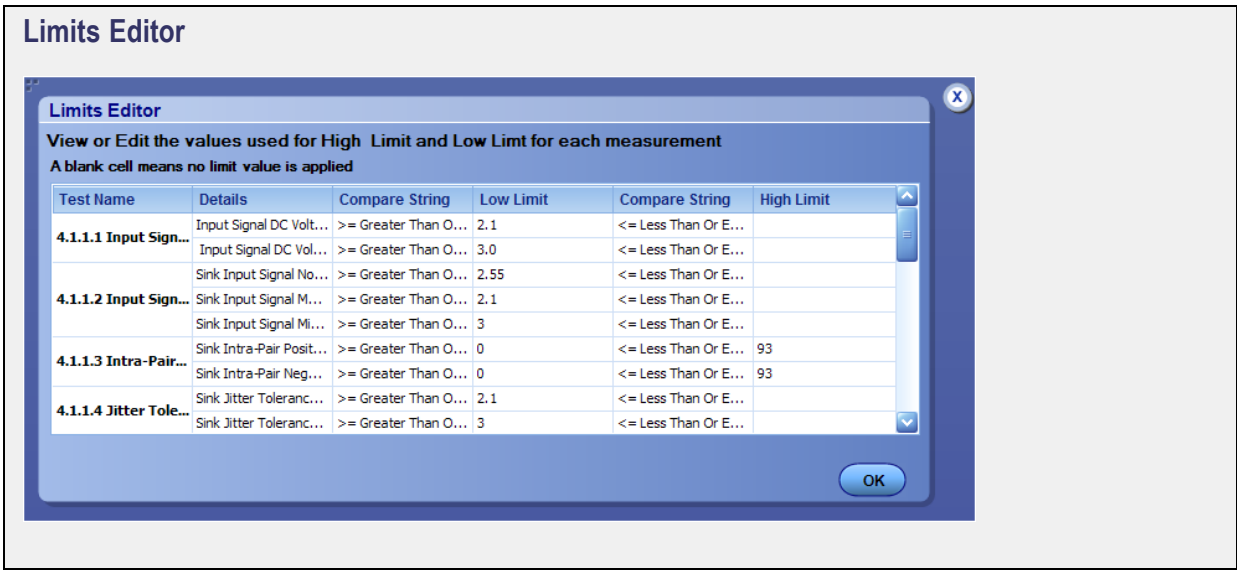 Limits Editor
X
Limits Editor
View or Edit the values used for High Limit and Low Limt for each measurement
A blank cell means no limit value is applied
Test Name Details Compare String Low Limit Compare String High Limit
4.1.1.1 Input Sign...
Input Signal DC Volt... >= Greater Than O... 2.1 <= Less Than Or E...
Input Signal DC Vol... >= Greater Than O... 3.0 <= Less Than Or E...
4.1.1.2 Input Sign...
Sink Input Signal No... >= Greater Than O... 2.55 <= Less Than Or E...
Sink Input Signal M... >= Greater Than O... 2.1 <= Less Than Or E...
Sink Input Signal Mi... >= Greater Than O... 3 <= Less Than Or E...
4.1.1.3 Intra-Pair...
Sink Intra-Pair Posit... >= Greater Than O... 0 <= Less Than Or E... 93
Sink Intra-Pair Neg... >= Greater Than O... 0 <= Less Than Or E... 93
4.1.1.4 Jitter Tole...
Sink Jitter Toleranc... >= Greater Than O... 2.1 <= Less Than Or E...
Sink Jitter Toleranc... >= Greater Than O... 3 <= Less Than Or E...
OK